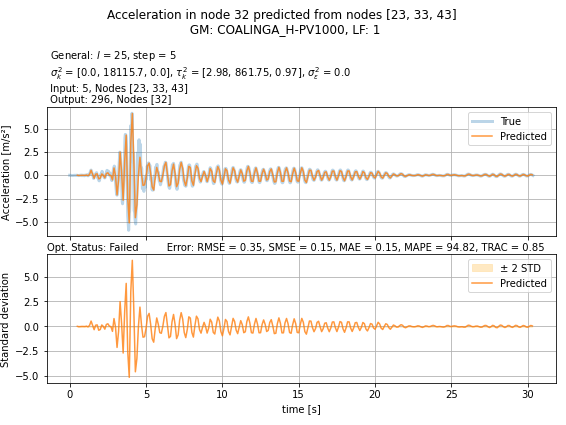 Acceleration in node 32 predicted from nodes [23, 33, 43]
GM: COALINGA_H-PV1000, LF: 1
General: l = 25, step = 5
σ²ₖ = [0.0, 18115.7, 0.0], τ²ₖ = [2.98, 861.75, 0.97], σ²ε = 0.0
Input: 5, Nodes [23, 33, 43]
Output: 296, Nodes [32]
Acceleration [m/s²]
5.0
2.5
0.0
−2.5
−5.0
True
Predicted
Opt. Status: Failed
Error: RMSE = 0.35, SMSE = 0.15, MAE = 0.15, MAPE = 94.82, TRAC = 0.85
Standard deviation
5.0
2.5
0.0
−2.5
−5.0
± 2 STD
Predicted
0 5 10 15 20 25 30
time [s]